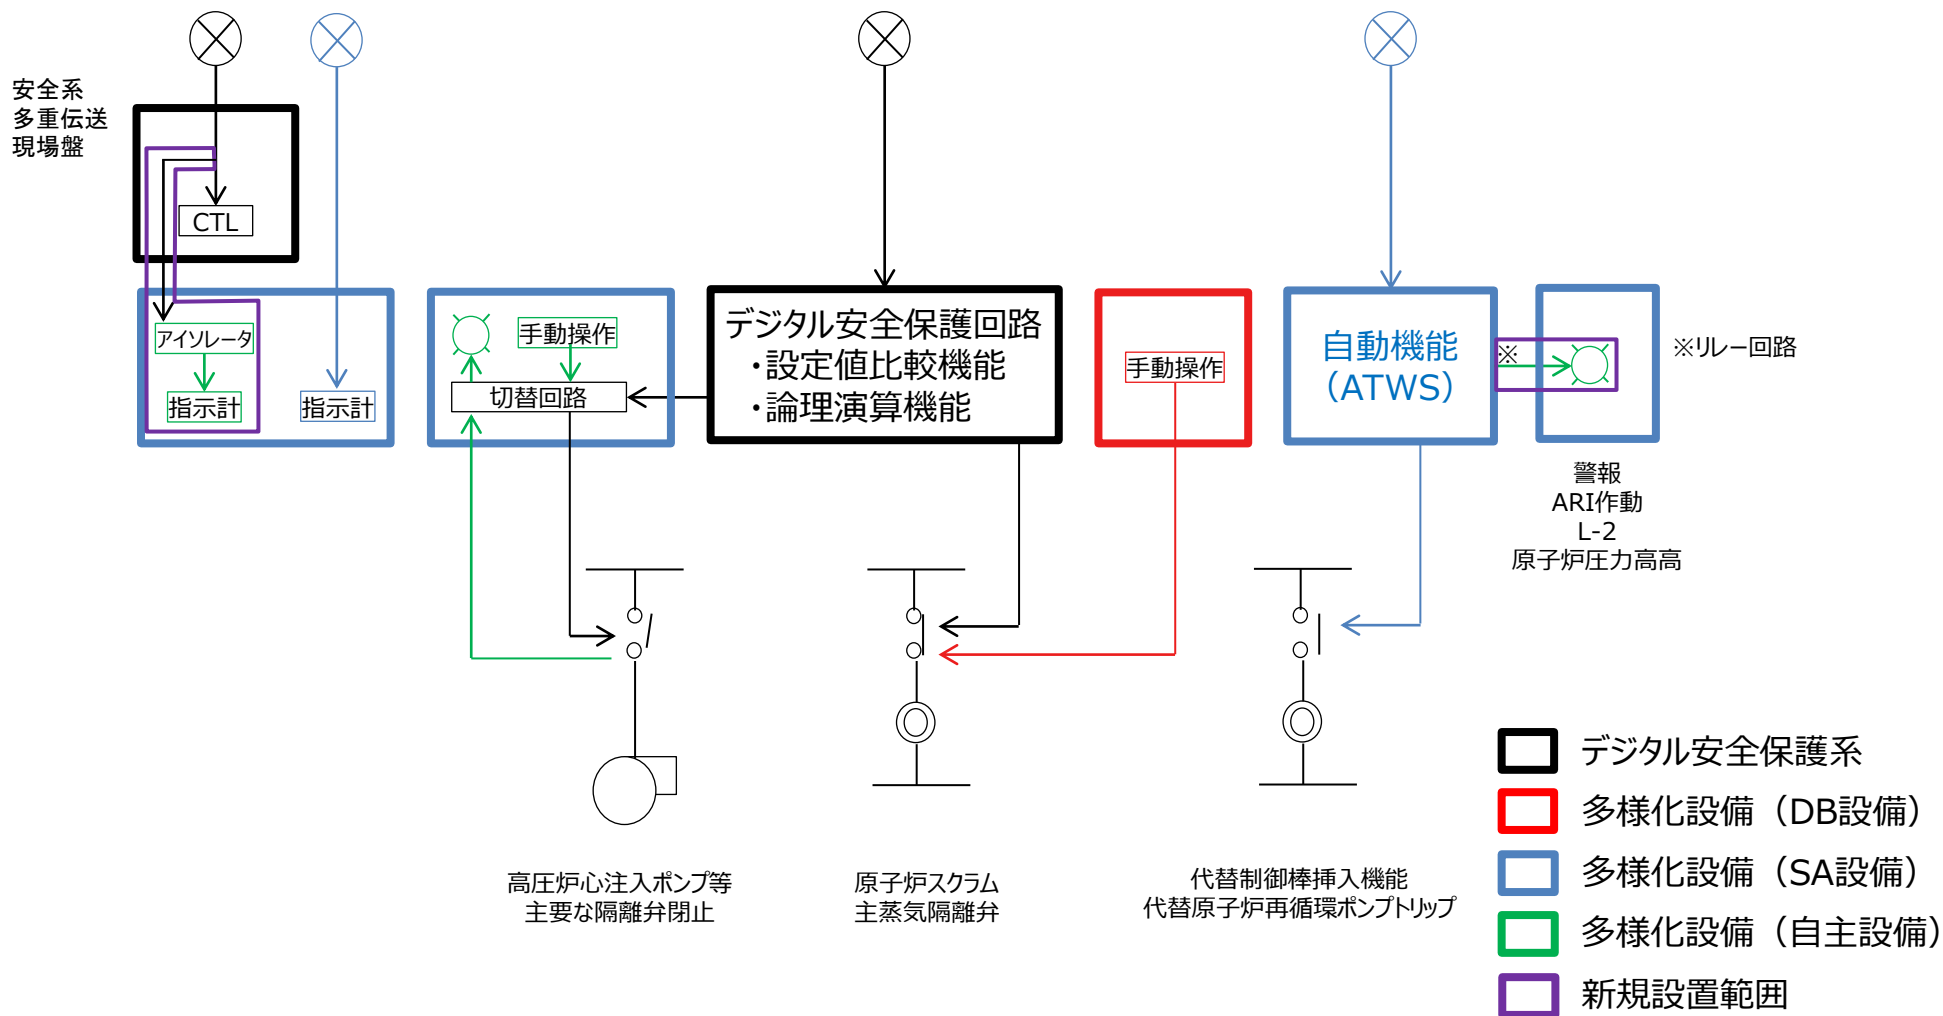 安全系
多重伝送
現場盤
CTL
アイソレータ
指示計
指示計
手動操作
切替回路
デジタル安全保護回路
・設定値比較機能
・論理演算機能
手動操作
自動機能
（ATWS）
※
※リレー回路
警報
ARI作動
L-2
原子炉圧力高高
高圧炉心注入ポンプ等
主要な隔離弁閉止
原子炉スクラム
主蒸気隔離弁
代替制御棒挿入機能
代替原子炉再循環ポンプトリップ
デジタル安全保護系
多様化設備（DB設備）
多様化設備（SA設備）
多様化設備（自主設備）
新規設置範囲